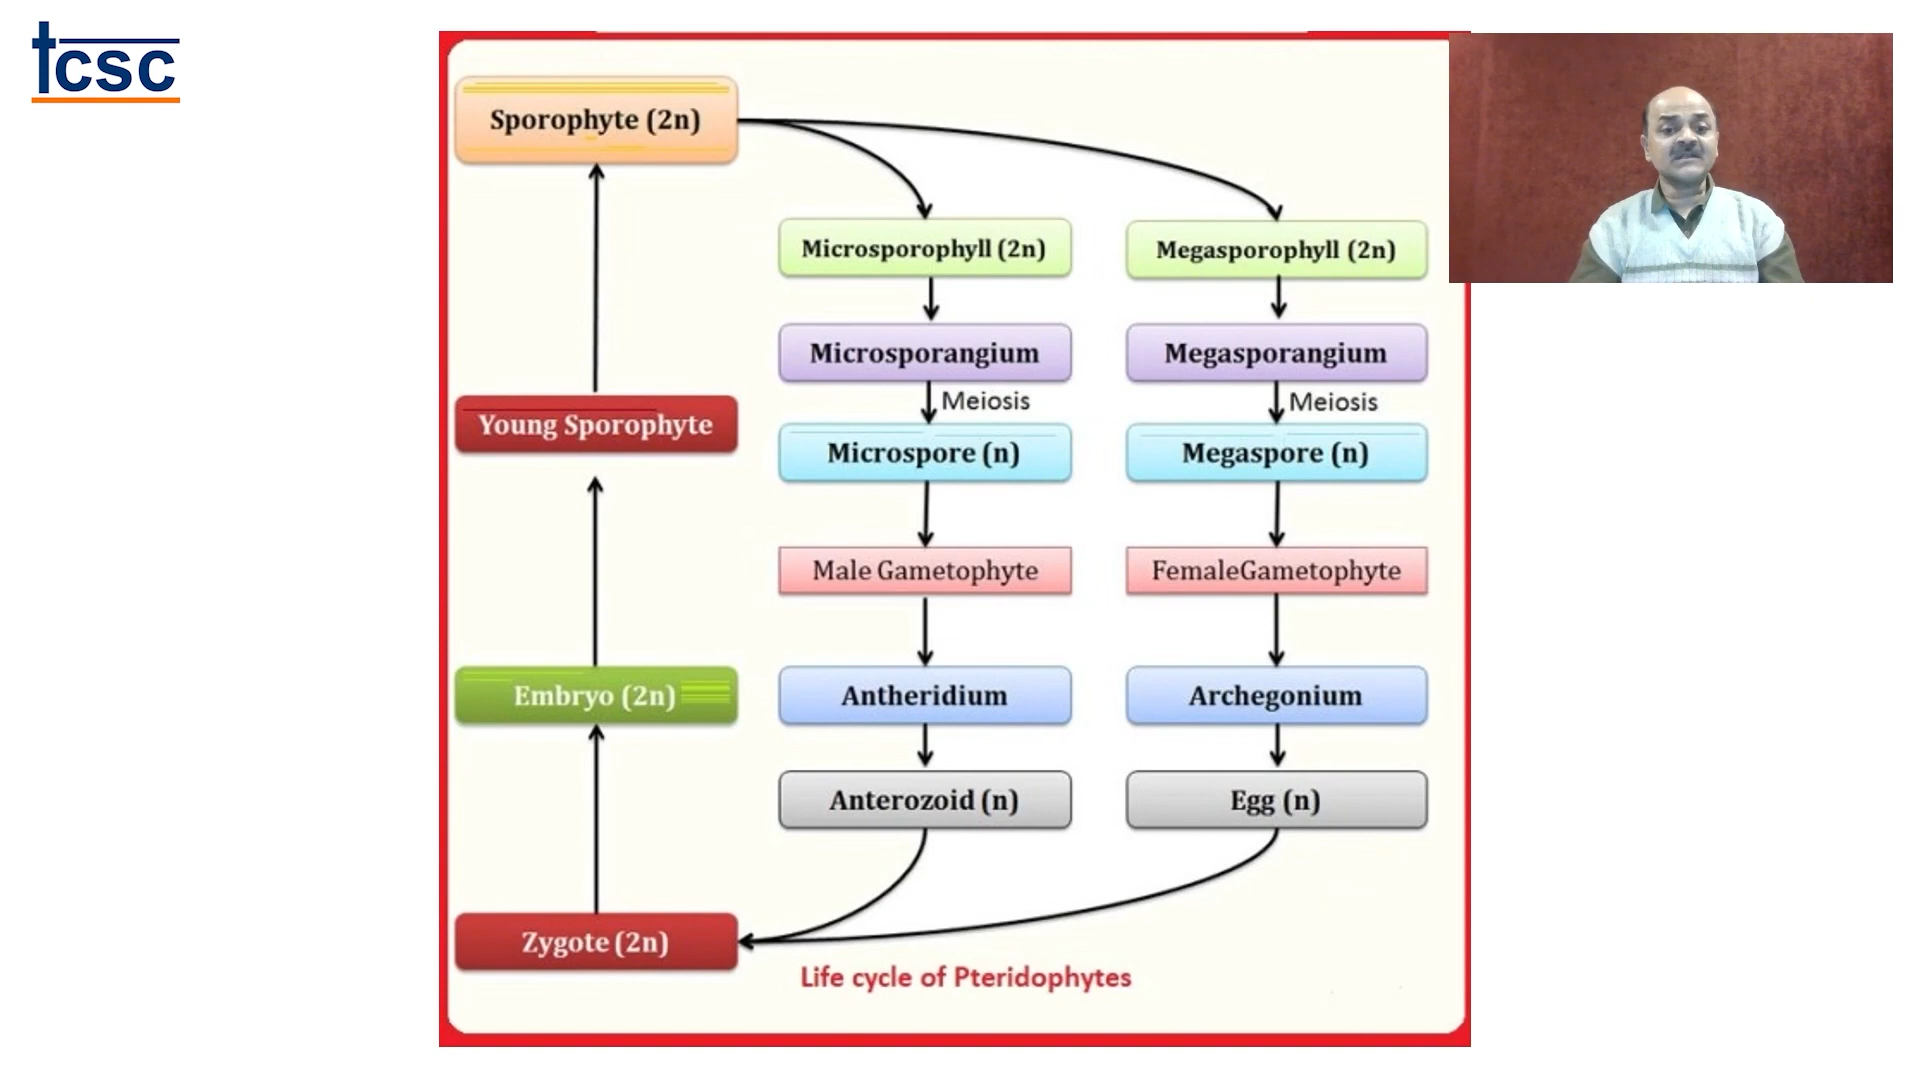 tcsc
Sporophyte (2n)
Microsporophyll (2n)
Megasporophyll (2n)
Microsporangium
Megasporangium
Meiosis
Meiosis
Young Sporophyte
Microspore (n)
Megaspore (n)
Male Gametophyte
FemaleGametophyte
Embryo (2n)
Antheridium
Archegonium
Anterozoid (n)
Egg (n)
Zygote (2n)
Life cycle of Pteridophytes